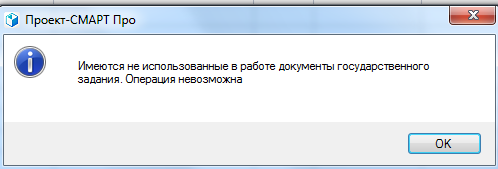 Проект-СМАРТ Про
Имеются не использованные в работе документы государственного
задания. Операция невозможна
OK